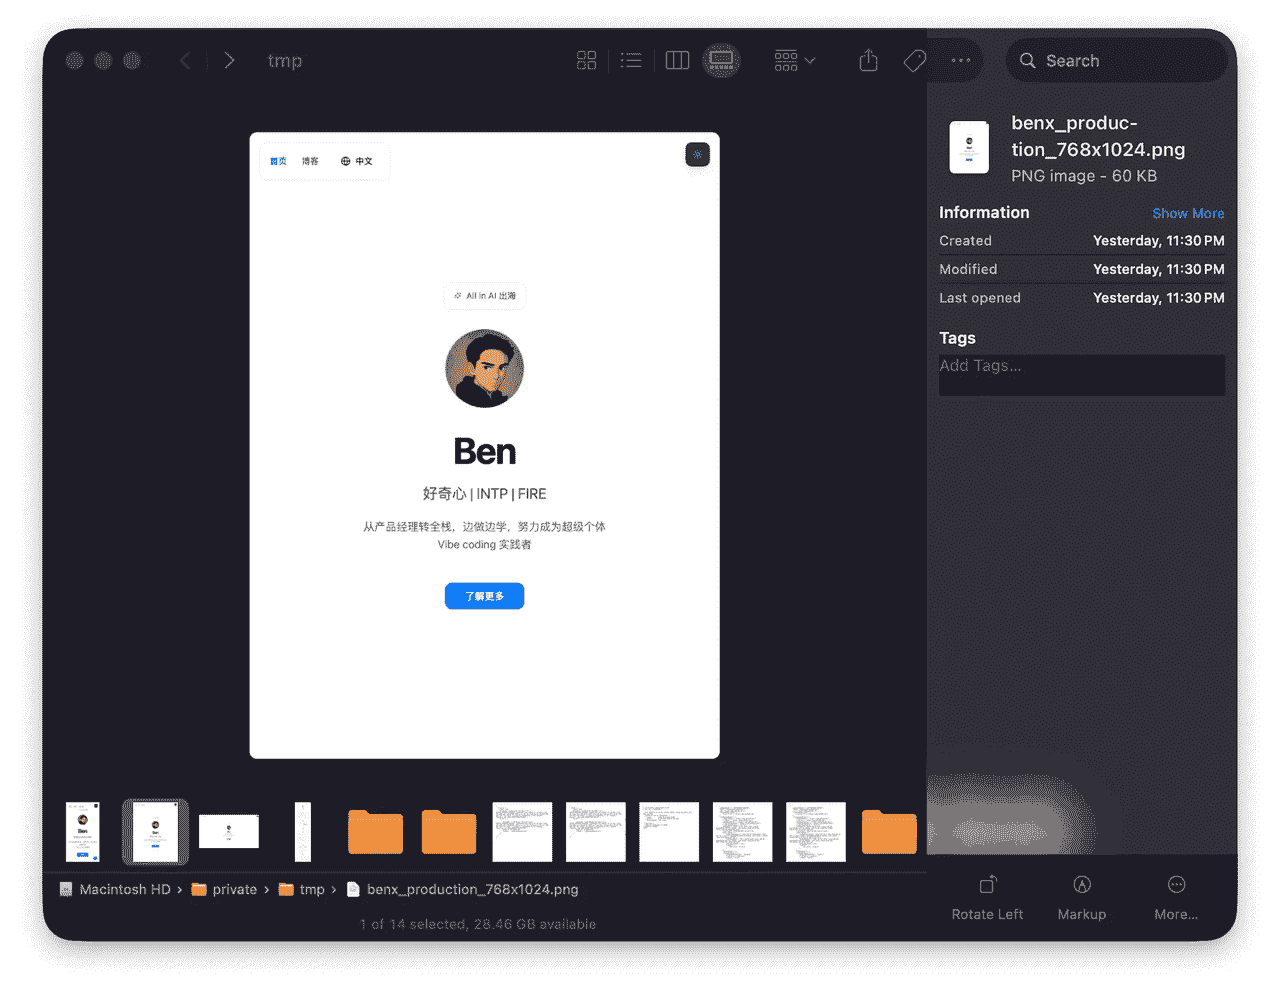 tmp
Search
首页 博客 中文
All in AI 出海
Ben
好奇心 | INTP | FIRE
从产品经理转全栈，边做边学，努力成为超级个体
Vibe coding 实践者
了解更多
benx_produc-
tion_768x1024.png
PNG image - 60 KB
Information Show More
Created Yesterday, 11:30 PM
Modified Yesterday, 11:30 PM
Last opened Yesterday, 11:30 PM
Tags
Add Tags...
Ben
Macintosh HD › private › tmp › benx_production_768x1024.png
1 of 14 selected, 28.46 GB available
Rotate Left Markup More...